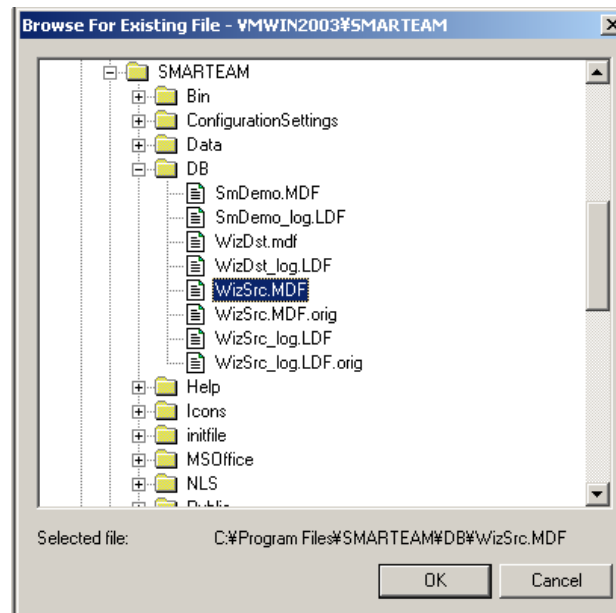 Browse For Existing File - ¥MWIN2003¥SMARTEAM
SMARTEAM
Bin
ConfigurationSettings
Data
DB
SmDemo.MDF
SmDemo_log.LDF
WizDst.mdf
WizDst_log.LDF
WizSrc.MDF
WizSrc.MDF.orig
WizSrc_log.LDF
WizSrc_log.LDF.orig
Help
Icons
initfile
MSOffice
NLS
Selected file: C:¥Program Files¥SMARTEAM¥DB¥WizSrc.MDF
OK Cancel